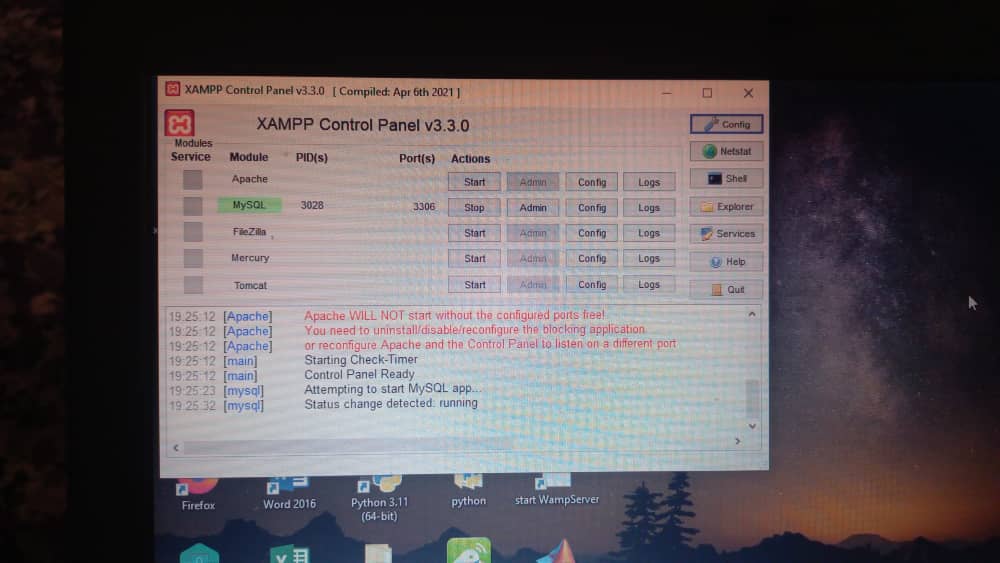 XAMPP Control Panel v3.3.0 [ Compiled: Apr 6th 2021 ]
XAMPP Control Panel v3.3.0
Config
Modules
Service Module PID(s) Port(s) Actions
Netstat
Apache Start Admin Config Logs
Shell
MySQL 3028 3306 Stop Admin Config Logs
Explorer
FileZilla Start Admin Config Logs
Services
Mercury Start Admin Config Logs
Help
Tomcat Start Admin Config Logs
Quit
19:25:12 [Apache] Apache WILL NOT start without the configured ports free!
19:25:12 [Apache] You need to uninstall/disable/reconfigure the blocking application
19:25:12 [Apache] or reconfigure Apache and the Control Panel to listen on a different port
19:25:12 [main] Starting Check-Timer
19:25:12 [main] Control Panel Ready
19:25:23 [mysql] Attempting to start MySQL app...
19:25:32 [mysql] Status change detected: running
Firefox
Word 2016
Python 3.11
(64-bit)
python
start WampServer